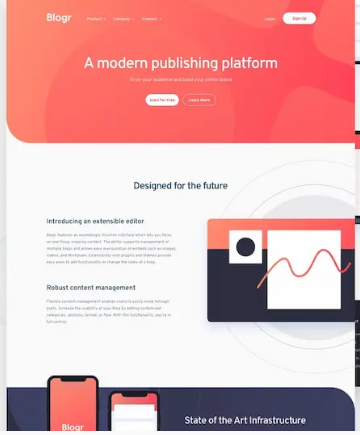 Blogr
Product
Company
Connect
Login
Sign Up
A modern publishing platform
Grow your audience and build your online brand
Start for Free
Learn More
Designed for the future
Introducing an extensible editor
Blogr features an exceedingly intuitive interface which lets you focus
on one thing: creating content. The editor supports management of
multiple blogs and allows easy manipulation of embeds such as images,
videos, and Markdown. Extensibility with plugins and themes provide
easy ways to add functionality or change the looks of a blog.
Robust content management
Flexible content management enables users to easily move through
posts. Increase the usability of your blog by adding customized
categories, sections, format, or flow. With this functionality, you're in
full control.
State of the Art Infrastructure
Blogr